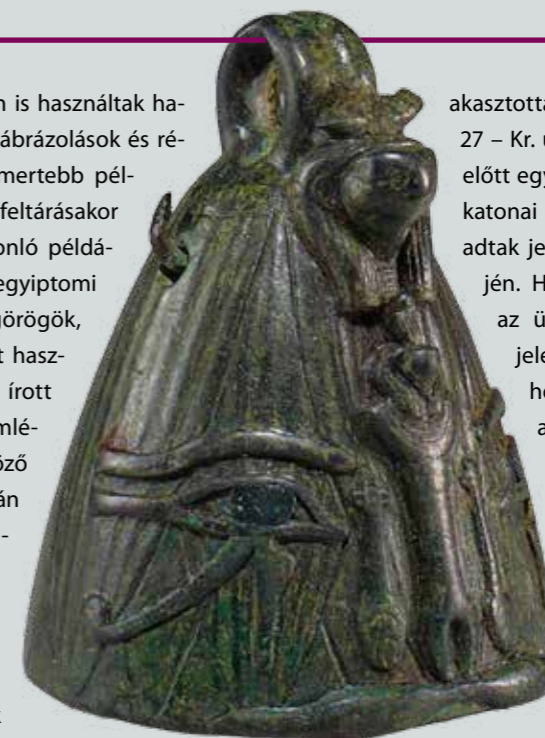 n is használtak ha-
ábrázolások és ré-
mertebb pél-
feltárásakor
onló példá-
egyiptomi
görögök,
t hasz-
írott
mlé-
öző
án
-
akasztotta
27 – Kr. u
előtt egy
katonai
adtak je
jén. H
az ü
jele
he
a